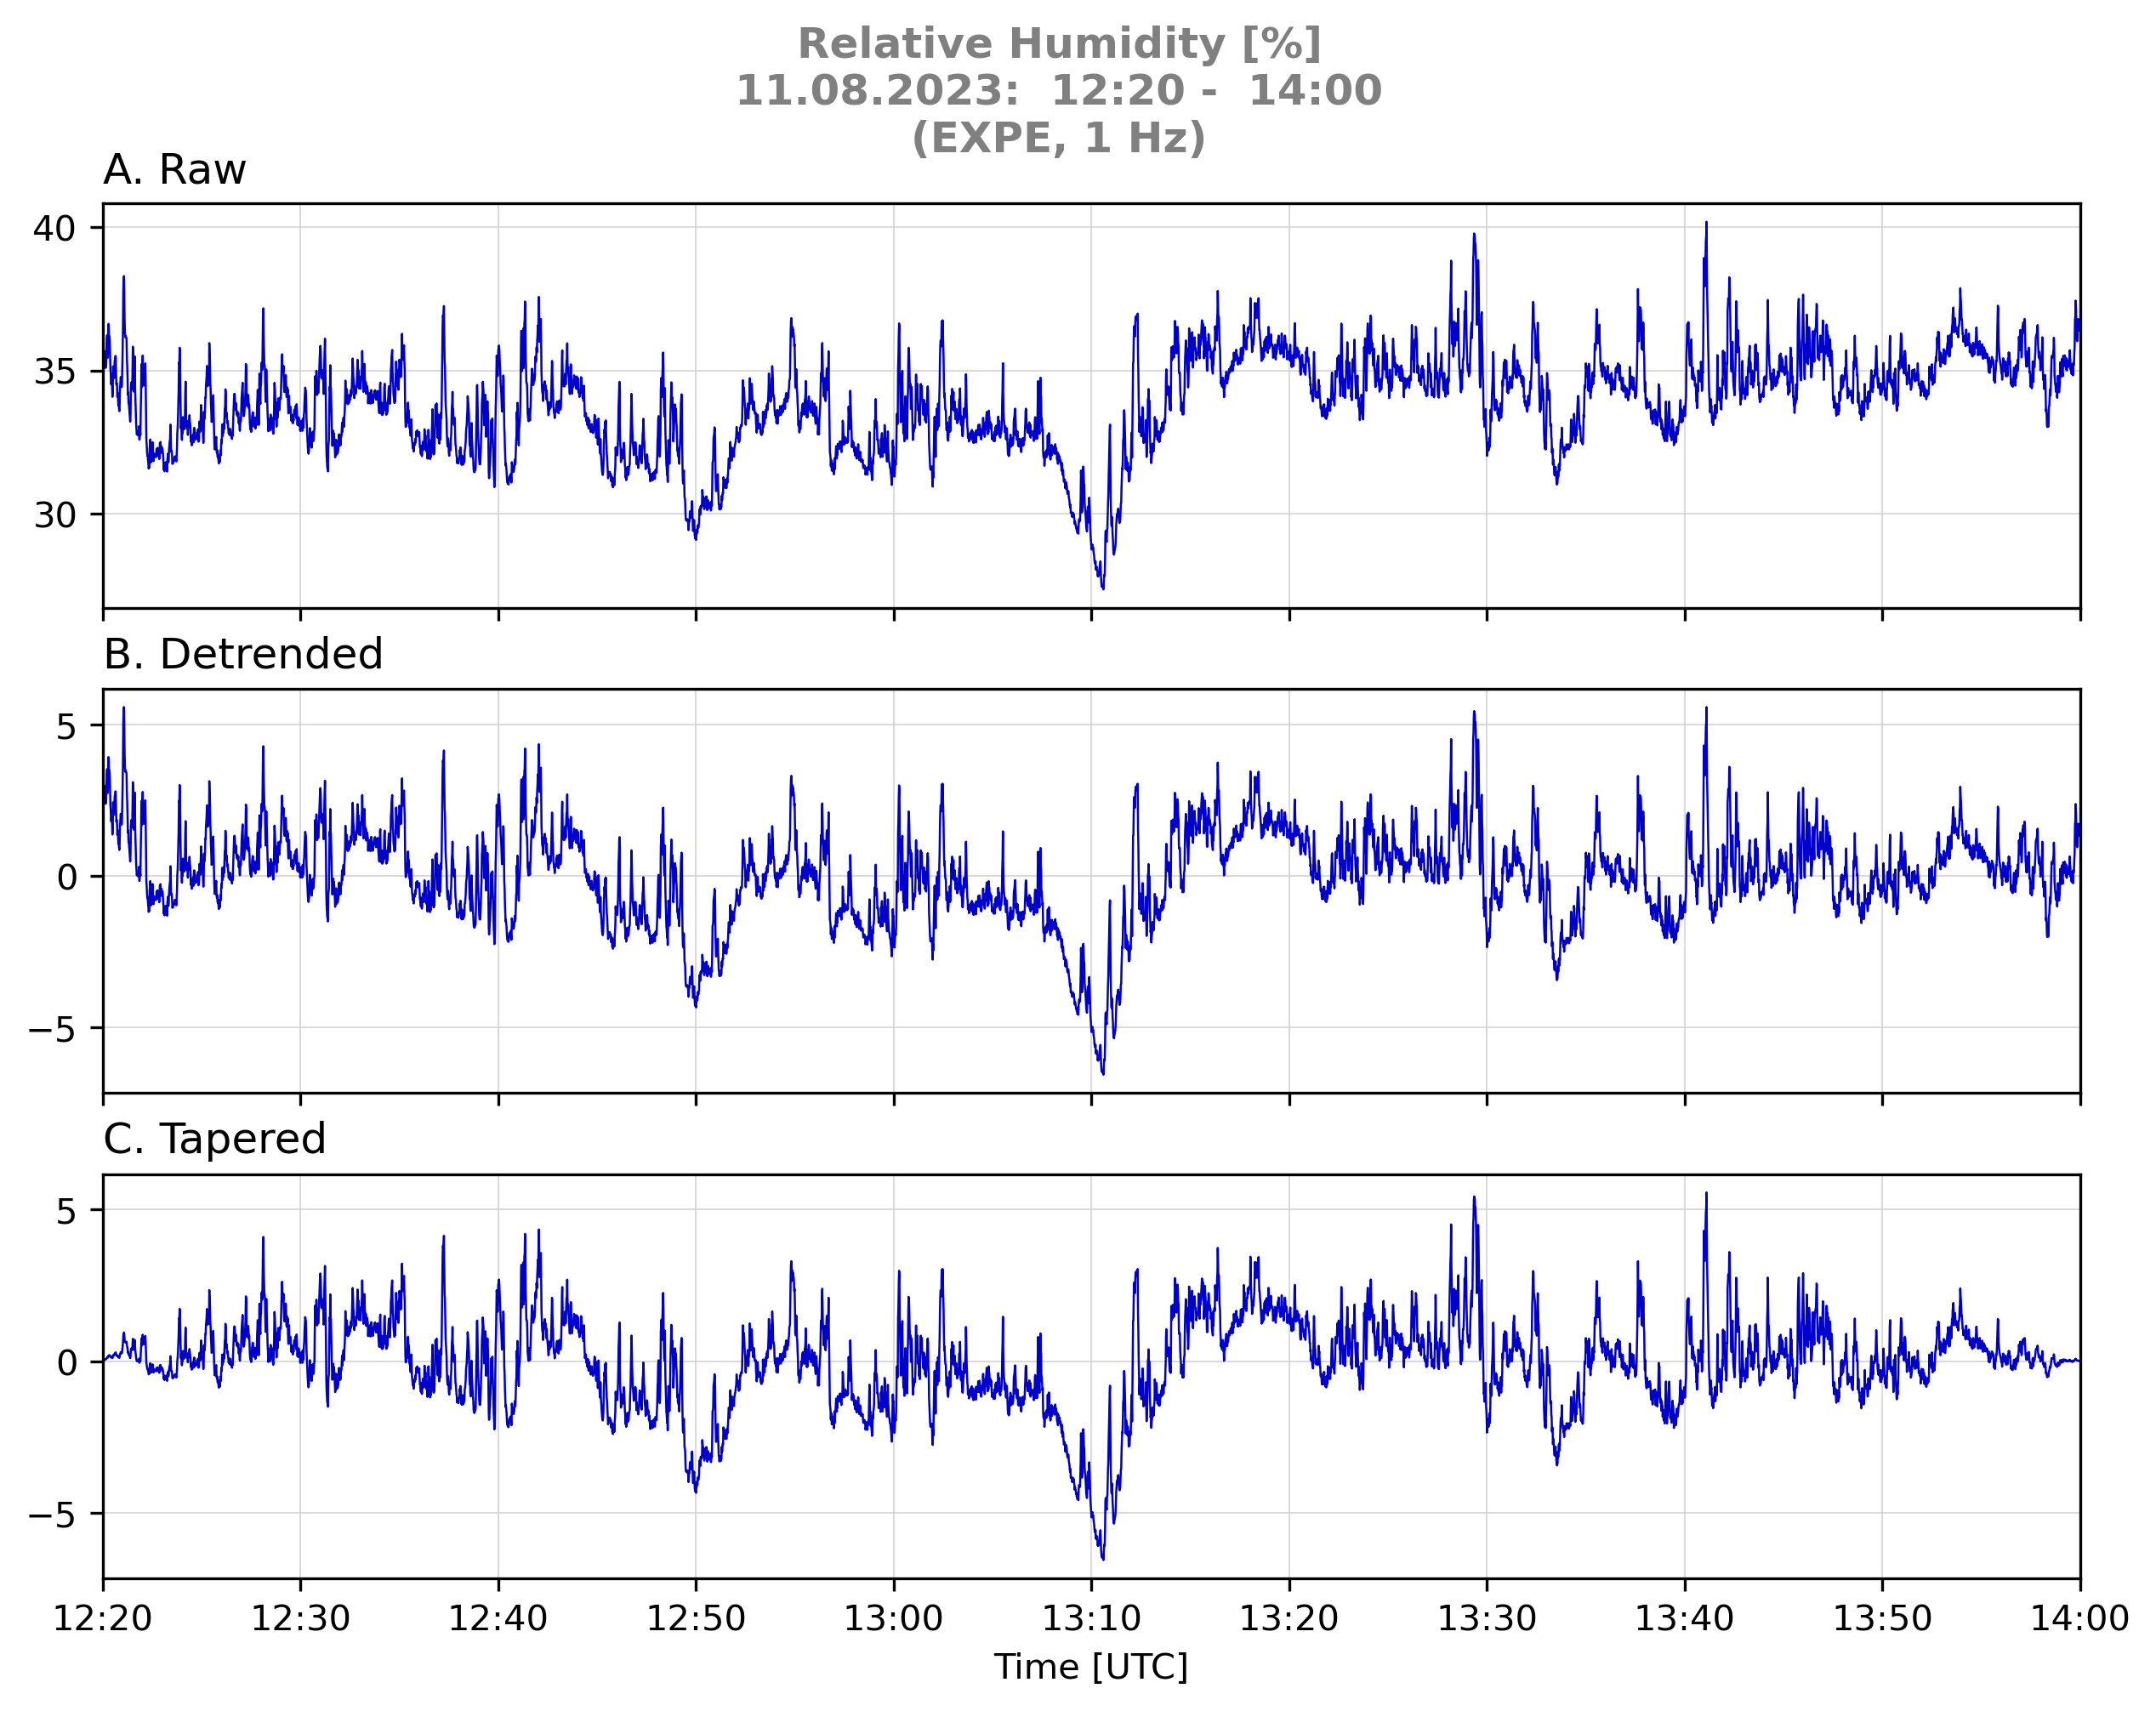 Relative Humidity [%]
11.08.2023:  12:20 -  14:00
(EXPE, 1 Hz)
A. Raw
40
35
30
B. Detrended
5
0
−5
C. Tapered
5
0
−5
12:20 12:30 12:40 12:50 13:00 13:10 13:20 13:30 13:40 13:50 14:00
Time [UTC]